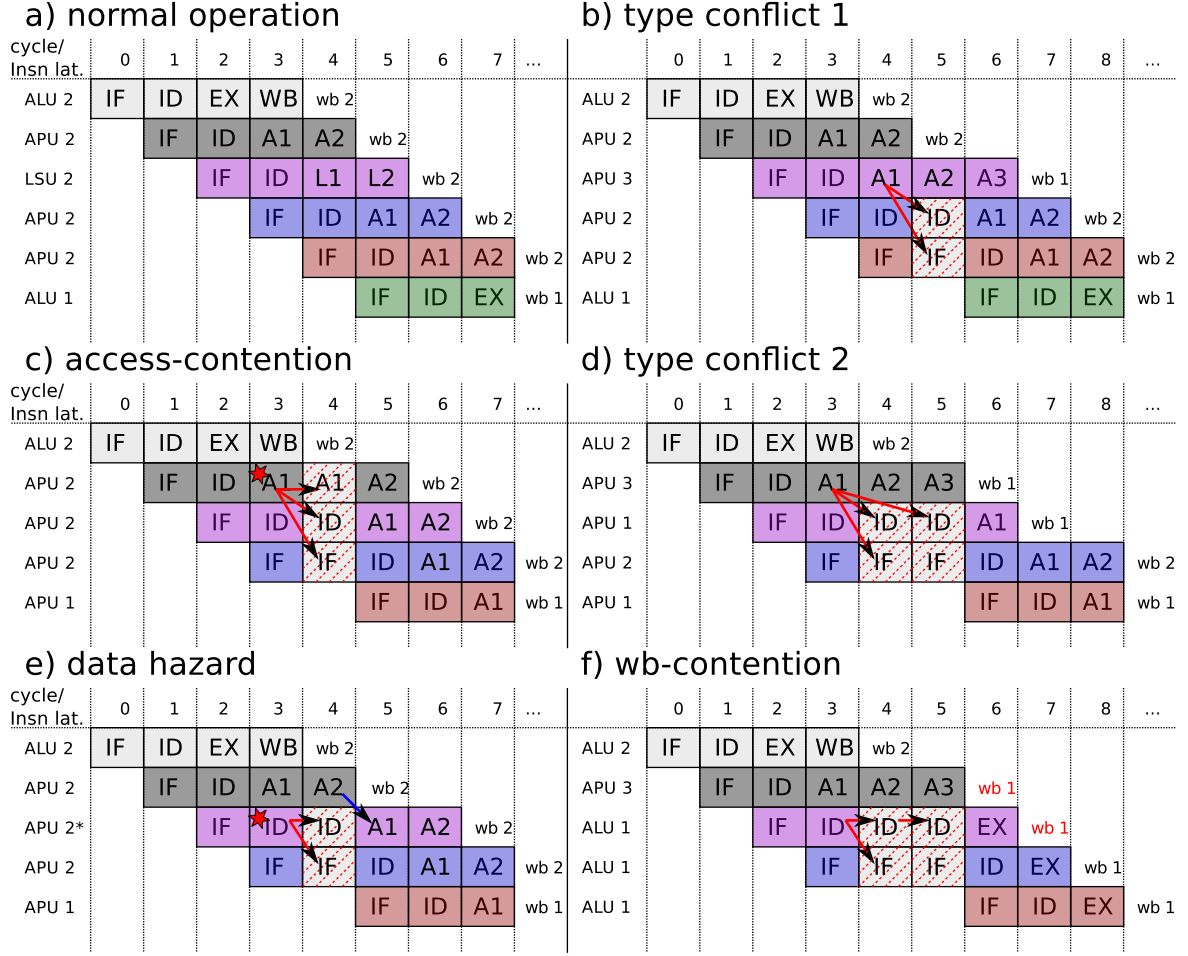 a) normal operation
cycle/
Insn lat. 0 1 2 3 4 5 6 7 ...
ALU 2 IF ID EX WB wb 2
APU 2 IF ID A1 A2 wb 2
LSU 2 IF ID L1 L2 wb 2
APU 2 IF ID A1 A2 wb 2
APU 2 IF ID A1 A2 wb 2
ALU 1 IF ID EX wb 1
b) type conflict 1
0 1 2 3 4 5 6 7 8 ...
ALU 2 IF ID EX WB wb 2
APU 2 IF ID A1 A2 wb 2
APU 3 IF ID A1 A2 A3 wb 1
APU 2 IF ID ID A1 A2 wb 2
APU 2 IF IF ID A1 A2 wb 2
ALU 1 IF ID EX wb 1
c) access-contention
cycle/
Insn lat. 0 1 2 3 4 5 6 7 ...
ALU 2 IF ID EX WB wb 2
APU 2 IF ID A1 A1 A2 wb 2
APU 2 IF ID ID A1 A2 wb 2
APU 2 IF IF ID A1 A2 wb 2
APU 1 IF ID A1 wb 1
d) type conflict 2
0 1 2 3 4 5 6 7 8 ...
ALU 2 IF ID EX WB wb 2
APU 3 IF ID A1 A2 A3 wb 1
APU 1 IF ID ID ID A1 wb 1
APU 2 IF IF IF ID A1 A2 wb 2
APU 1 IF ID A1 wb 1
e) data hazard
cycle/
Insn lat. 0 1 2 3 4 5 6 7 ...
ALU 2 IF ID EX WB wb 2
APU 2 IF ID A1 A2 wb 2
APU 2* IF ID ID A1 A2 wb 2
APU 2 IF IF ID A1 A2 wb 2
APU 1 IF ID A1 wb 1
f) wb-contention
0 1 2 3 4 5 6 7 8 ...
ALU 2 IF ID EX WB wb 2
APU 3 IF ID A1 A2 A3 wb 1
ALU 1 IF ID ID ID EX wb 1
ALU 1 IF IF IF ID EX wb 1
ALU 1 IF ID EX wb 1